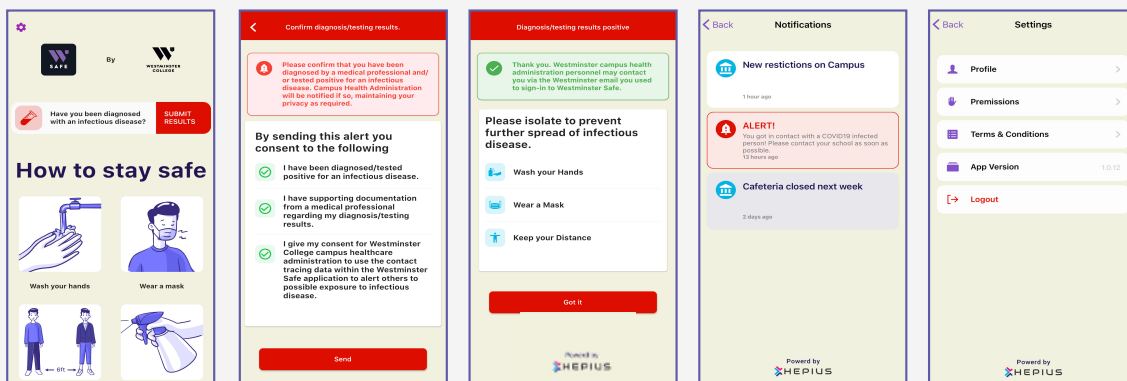 SAFE
By
WESTMINSTER
COLLEGE
Have you been diagnosed
with an infectious disease?
SUBMIT
RESULTS
How to stay safe
Wash your hands
Wear a mask
6ft
Confirm diagnosis/testing results.
Please confirm that you have been
diagnosed by a medical professional and/
or tested positive for an infectious
disease. Campus Health Administration
will be notified if so, maintaining your
privacy as required.
By sending this alert you
consent to the following
I have been diagnosed/tested
positive for an infectious disease.
I have supporting documentation
from a medical professional
regarding my diagnosis/testing
results.
I give my consent for Westminster
College campus healthcare
administration to use the contact
tracing data within the Westminster
Safe application to alert others to
possible exposure to infectious
disease.
Send
Diagnosis/testing results positive
Thank you. Westminster campus health
administration personnel may contact
you via the Westminster email you used
to sign-in to Westminster Safe.
Please isolate to prevent
further spread of infectious
disease.
Wash your Hands
Wear a Mask
Keep your Distance
Got it
Powerd by
HEPIUS
Back
Notifications
New restictions on Campus
1 hour ago
ALERT!
You got in contact with a COVID19 infected
person! Please contact your school as soon as
possible.
13 hours ago
Cafeteria closed next week
2 days ago
Powerd by
HEPIUS
Back
Settings
Profile
Premissions
Terms & Conditions
App Version
1.0.12
Logout
Powerd by
HEPIUS